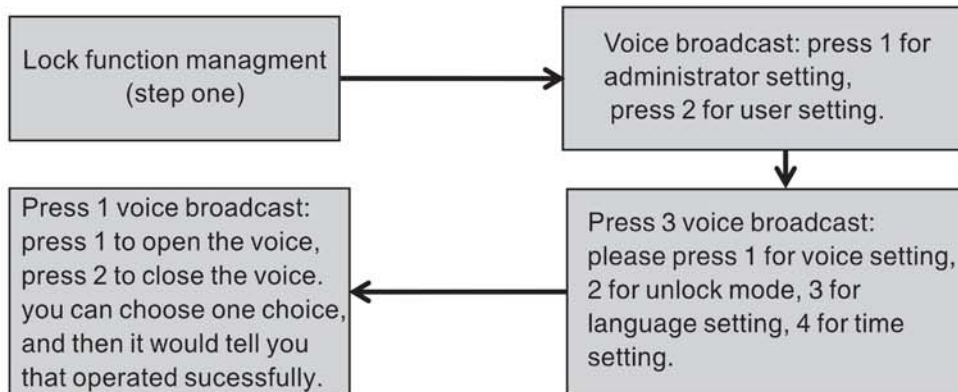 Lock function managment
(step one)
Voice broadcast: press 1 for
administrator setting,
press 2 for user setting.
Press 3 voice broadcast:
please press 1 for voice setting,
2 for unlock mode, 3 for
language setting, 4 for time
setting.
Press 1 voice broadcast:
press 1 to open the voice,
press 2 to close the voice.
you can choose one choice,
and then it would tell you
that operated sucessfully.